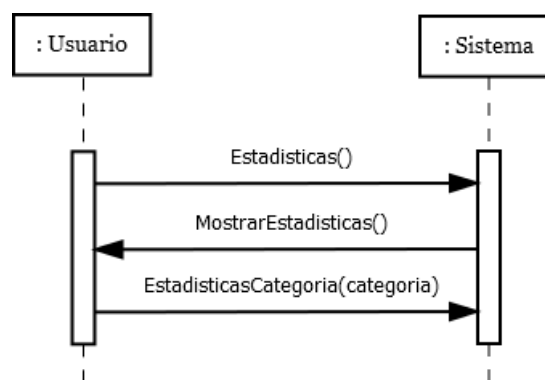 : Usuario
: Sistema
Estadisticas()
MostrarEstadisticas()
EstadisticasCategoria(categoria)